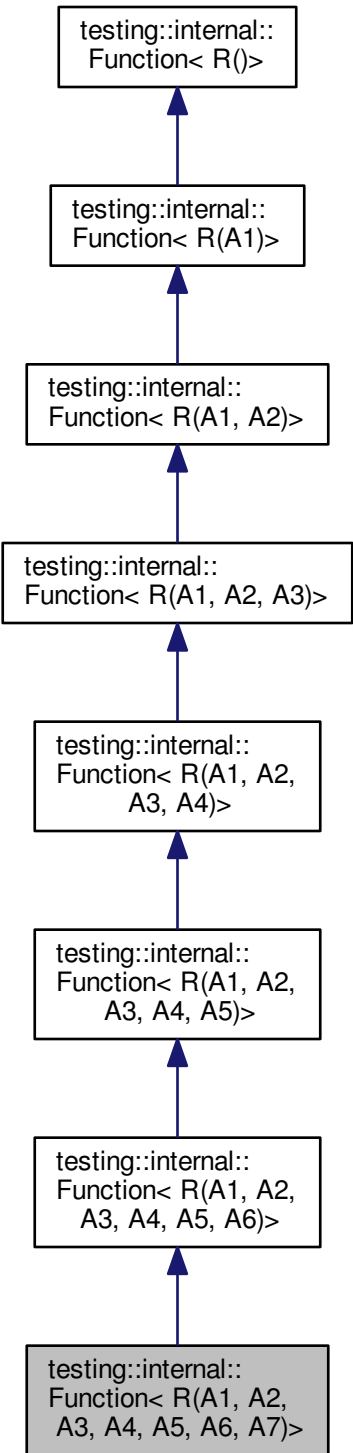 testing::internal::
Function< R()>
testing::internal::
Function< R(A1)>
testing::internal::
Function< R(A1, A2)>
testing::internal::
Function< R(A1, A2, A3)>
testing::internal::
Function< R(A1, A2,
A3, A4)>
testing::internal::
Function< R(A1, A2,
A3, A4, A5)>
testing::internal::
Function< R(A1, A2,
A3, A4, A5, A6)>
testing::internal::
Function< R(A1, A2,
A3, A4, A5, A6, A7)>